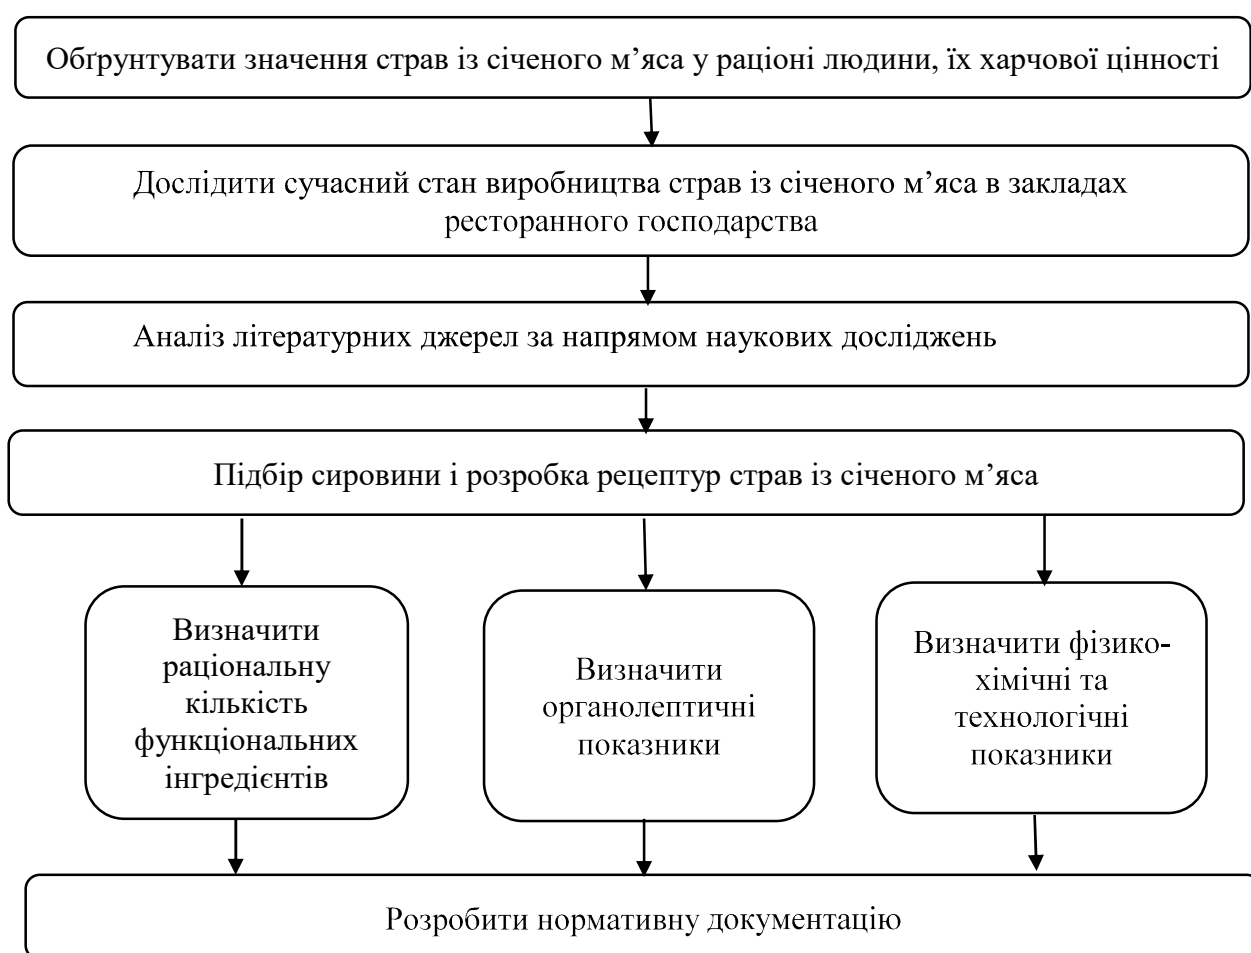 Обґрунтувати значення страв із січеного м’яса у раціоні людини, їх харчової цінності
Дослідити сучасний стан виробництва страв із січеного м’яса в закладах
ресторанного господарства
Аналіз літературних джерел за напрямом наукових досліджень
Підбір сировини і розробка рецептур страв із січеного м’яса
Визначити
раціональну
кількість
функціональних
інгредієнтів
Визначити
органолептичні
показники
Визначити фізико-
хімічні та
технологічні
показники
Розробити нормативну документацію